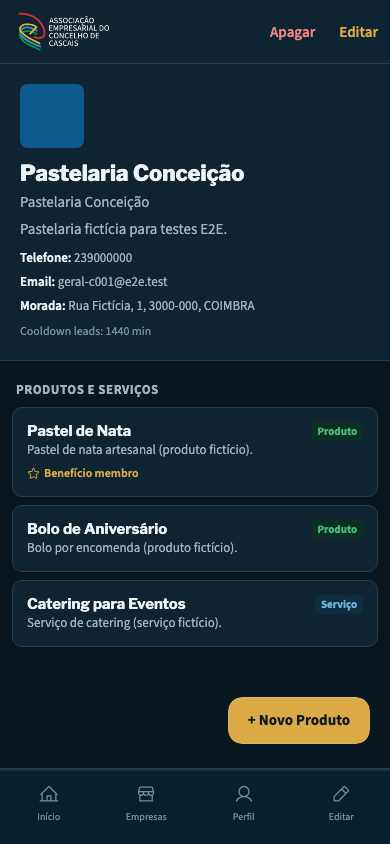 ASSOCIAÇÃO
EMPRESARIAL DO
CONCELHO DE
CASCAIS
Apagar
Editar
Pastelaria Conceição
Pastelaria Conceição
Pastelaria fictícia para testes E2E.
Telefone: 239000000
Email: geral-c001@e2e.test
Morada: Rua Fictícia, 1, 3000-000, COIMBRA
Cooldown leads: 1440 min
PRODUTOS E SERVIÇOS
Pastel de Nata
Produto
Pastel de nata artesanal (produto fictício).
Benefício membro
Bolo de Aniversário
Produto
Bolo por encomenda (produto fictício).
Catering para Eventos
Serviço
Serviço de catering (serviço fictício).
+ Novo Produto
Início
Empresas
Perfil
Editar